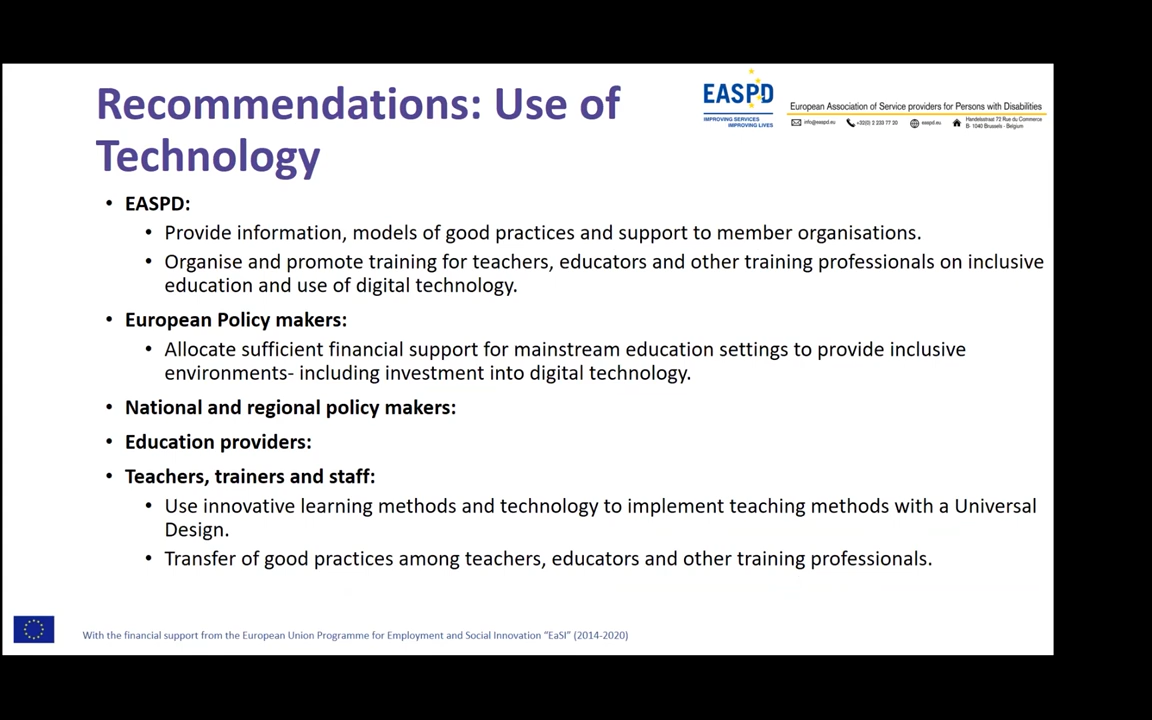 Recommendations: Use of
Technology
EASPD
IMPROVING SERVICES
IMPROVING LIVES
European Association of Service providers for Persons with Disabilities
info@easpd.eu
+32(0) 2 233 77 20
easpd.eu
Handelsstraat 72 Rue du Commerce
B- 1040 Brussels - Belgium
• EASPD:
• Provide information, models of good practices and support to member organisations.
• Organise and promote training for teachers, educators and other training professionals on inclusive
education and use of digital technology.
• European Policy makers:
• Allocate sufficient financial support for mainstream education settings to provide inclusive
environments- including investment into digital technology.
• National and regional policy makers:
• Education providers:
• Teachers, trainers and staff:
• Use innovative learning methods and technology to implement teaching methods with a Universal
Design.
• Transfer of good practices among teachers, educators and other training professionals.
With the financial support from the European Union Programme for Employment and Social Innovation “EaSI” (2014-2020)